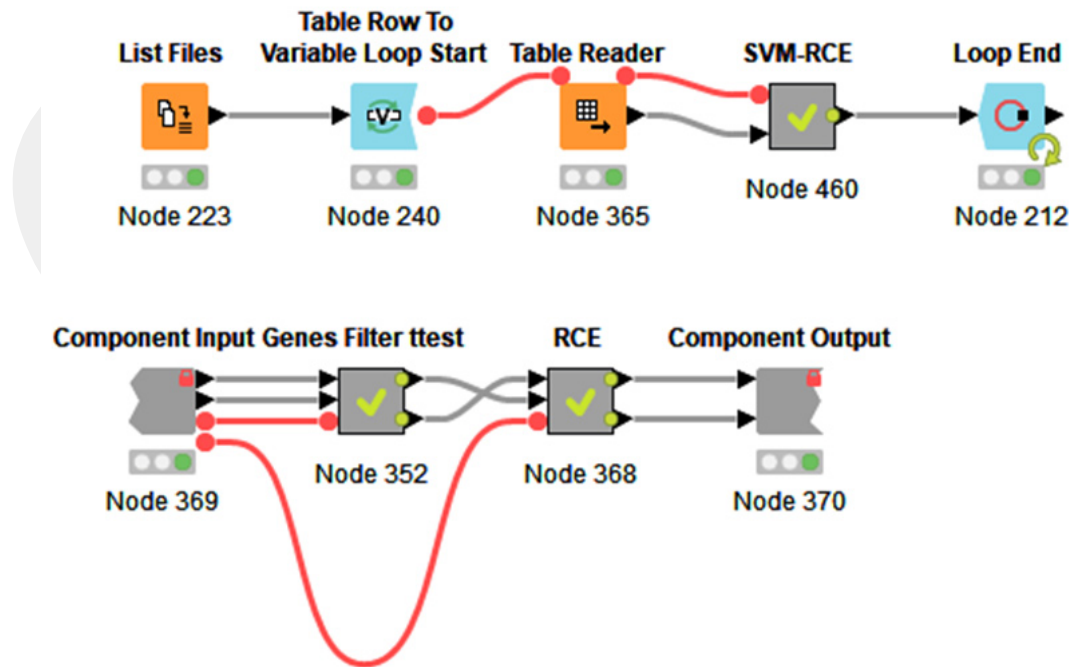 Table Row To
List Files Variable Loop Start Table Reader SVM-RCE Loop End
Node 223 Node 240 Node 365 Node 460 Node 212
Component Input Genes Filter ttest RCE Component Output
Node 369 Node 352 Node 368 Node 370